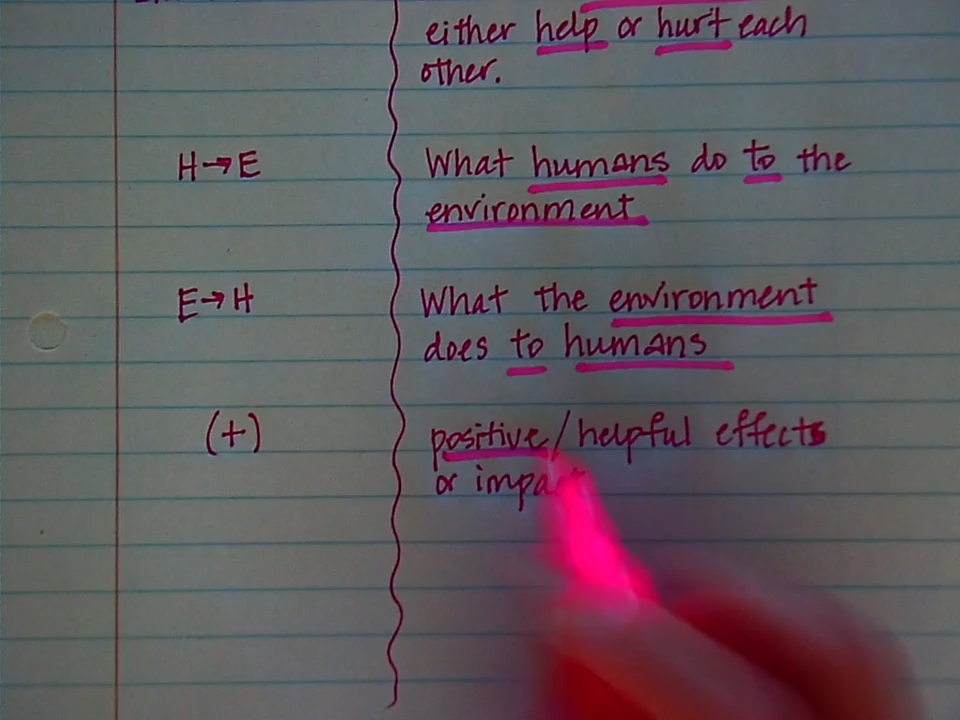 either help or hurt each
other.
H→E What humans do to the
environment
E→H What the environment
does to humans
(+) positive/helpful effects
or